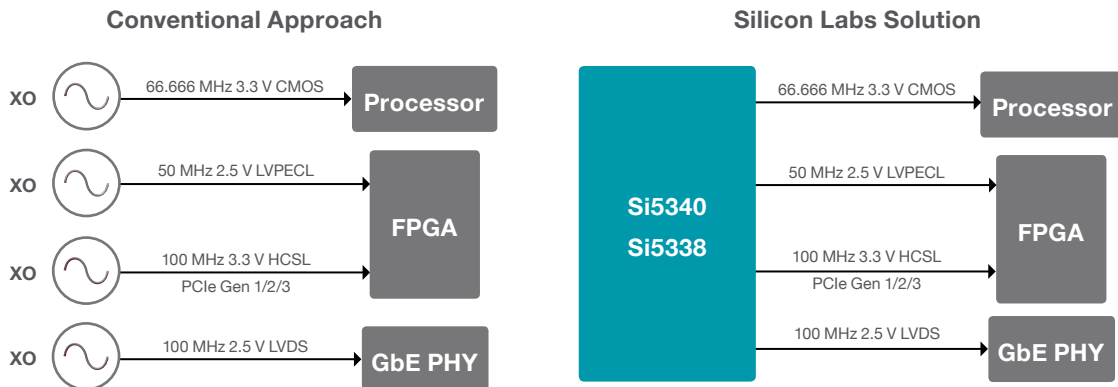 Conventional Approach
XO
66.666 MHz 3.3 V CMOS
Processor
XO
50 MHz 2.5 V LVPECL
FPGA
XO
100 MHz 3.3 V HCSL
PCIe Gen 1/2/3
XO
100 MHz 2.5 V LVDS
GbE PHY
Silicon Labs Solution
Si5340
Si5338
66.666 MHz 3.3 V CMOS
Processor
50 MHz 2.5 V LVPECL
FPGA
100 MHz 3.3 V HCSL
PCIe Gen 1/2/3
100 MHz 2.5 V LVDS
GbE PHY